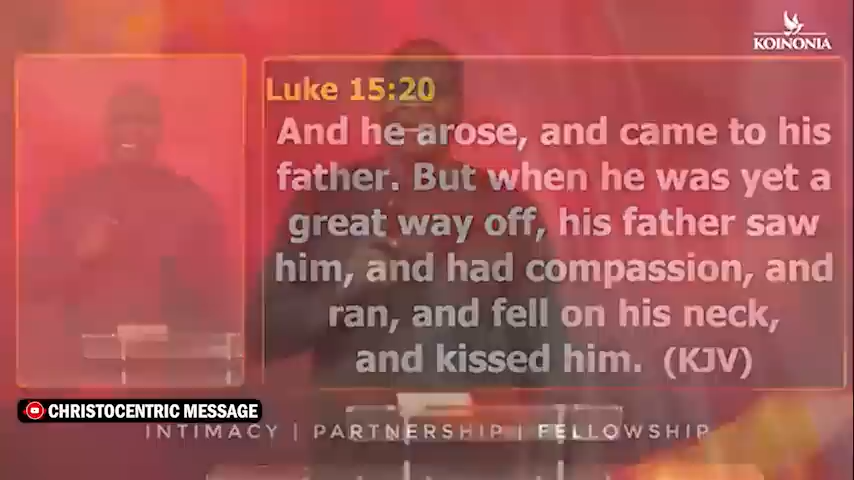 KOINONIA
Luke 15:20
And he arose, and came to his
father. But when he was yet a
great way off, his father saw
him, and had compassion, and
ran, and fell on his neck,
and kissed him. (KJV)
CHRISTOCENTRIC MESSAGE
INTIMACY | PARTNERSHIP | FELLOWSHIP